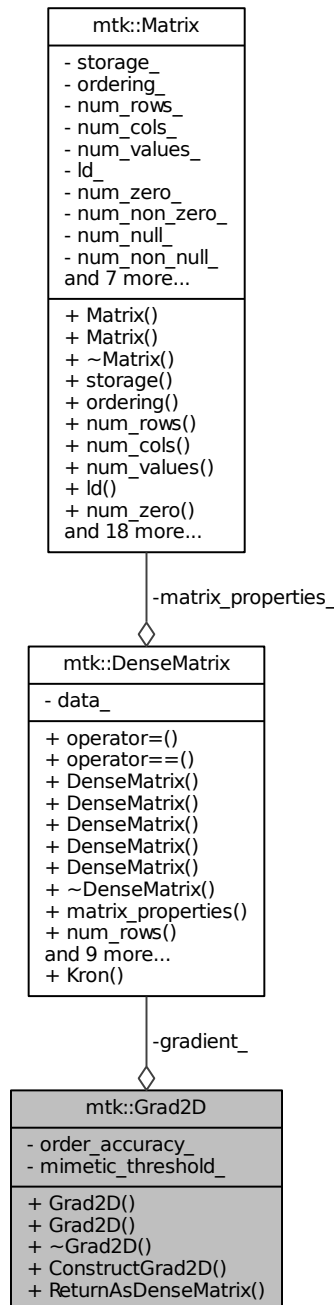 mtk::Matrix
- storage_
- ordering_
- num_rows_
- num_cols_
- num_values_
- ld_
- num_zero_
- num_non_zero_
- num_null_
- num_non_null_
and 7 more...
+ Matrix()
+ Matrix()
+ ~Matrix()
+ storage()
+ ordering()
+ num_rows()
+ num_cols()
+ num_values()
+ ld()
+ num_zero()
and 18 more...
-matrix_properties_
mtk::DenseMatrix
- data_
+ operator=()
+ operator==()
+ DenseMatrix()
+ DenseMatrix()
+ DenseMatrix()
+ DenseMatrix()
+ DenseMatrix()
+ ~DenseMatrix()
+ matrix_properties()
+ num_rows()
and 9 more...
+ Kron()
-gradient_
mtk::Grad2D
- order_accuracy_
- mimetic_threshold_
+ Grad2D()
+ Grad2D()
+ ~Grad2D()
+ ConstructGrad2D()
+ ReturnAsDenseMatrix()